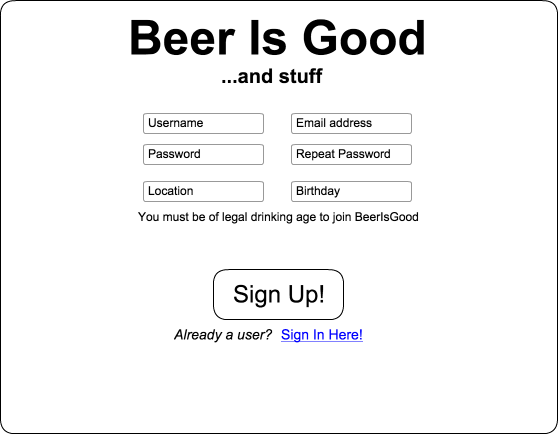 Beer Is Good
...and stuff
Username Email address
Password Repeat Password
Location Birthday
You must be of legal drinking age to join BeerIsGood
Sign Up!
Already a user? Sign In Here!